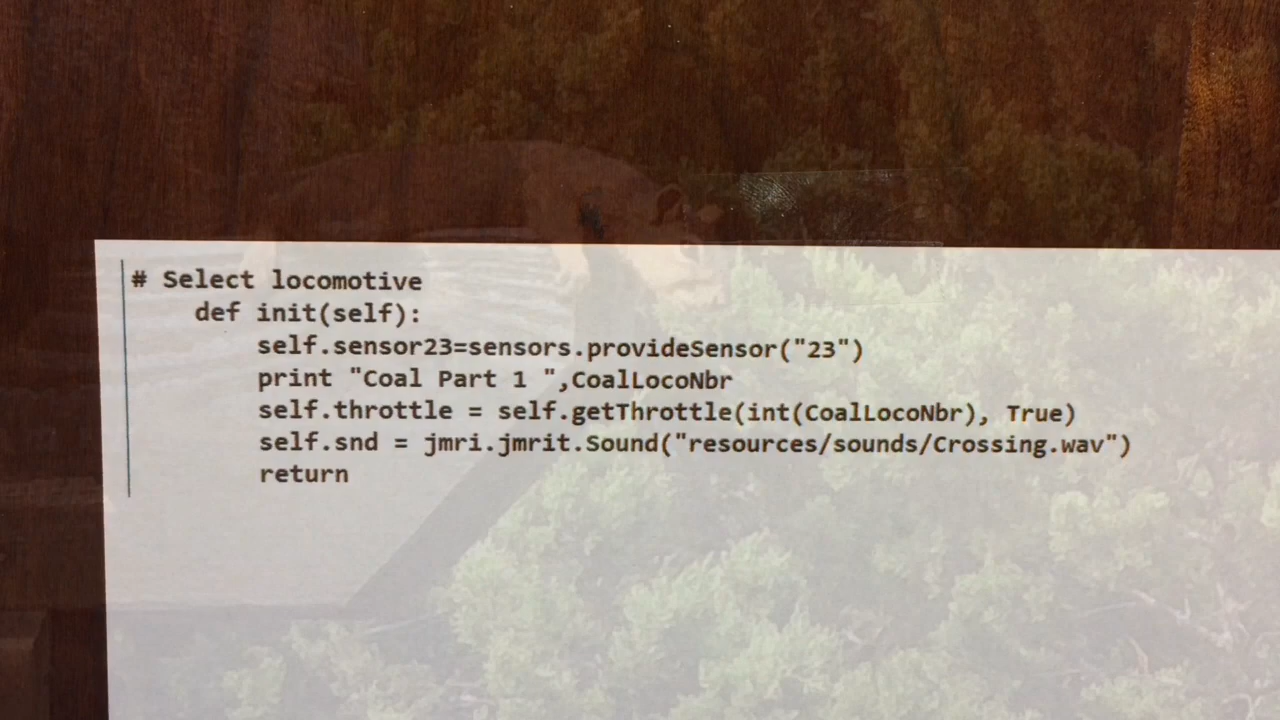 # Select locomotive
    def init(self):
        self.sensor23=sensors.provideSensor("23")
        print "Coal Part 1 ",CoalLocoNbr
        self.throttle = self.getThrottle(int(CoalLocoNbr), True)
        self.snd = jmri.jmrit.Sound("resources/sounds/Crossing.wav")
        return